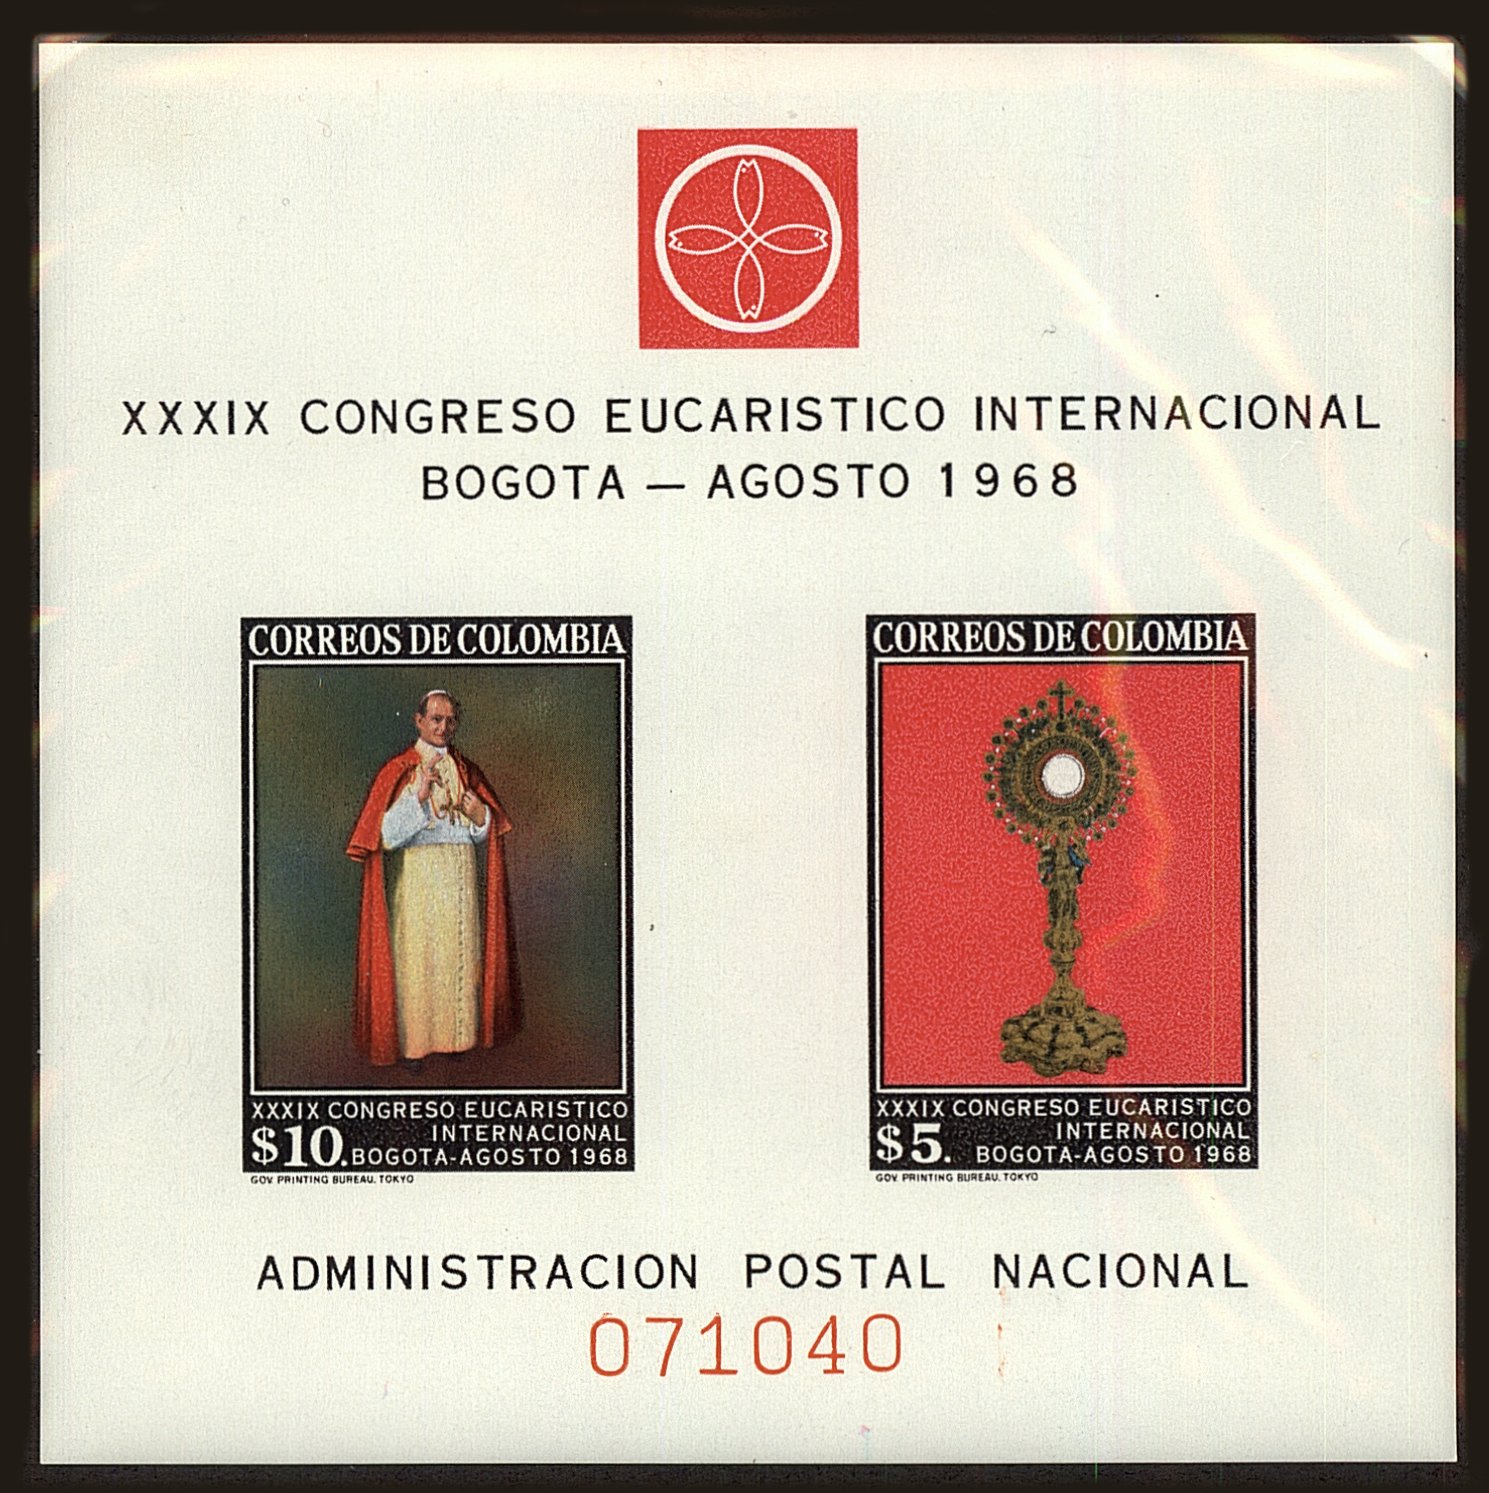 XXXIX CONGRESO EUCARISTICO INTERNACIONAL
BOGOTA — AGOSTO 1968
CORREOS DE COLOMBIA
XXXIX CONGRESO EUCARISTICO
INTERNACIONAL
$10. BOGOTA-AGOSTO 1968
GOV. PRINTING BUREAU. TOKYO
CORREOS DE COLOMBIA
XXXIX CONGRESO EUCARISTICO
INTERNACIONAL
$5. BOGOTA-AGOSTO 1968
GOV. PRINTING BUREAU. TOKYO
ADMINISTRACION POSTAL NACIONAL
071040